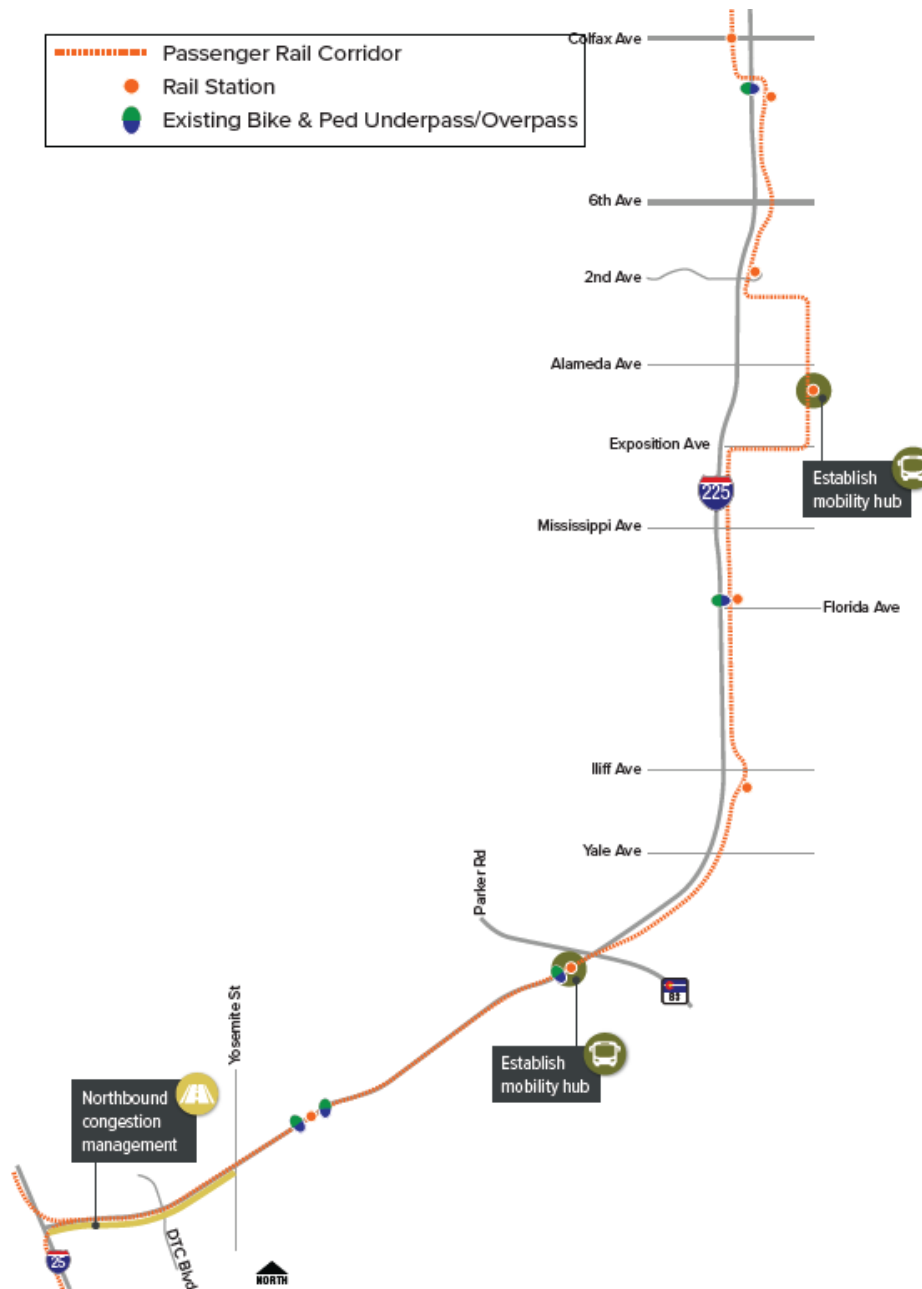 Passenger Rail Corridor
Rail Station
Existing Bike & Ped Underpass/Overpass
Colfax Ave
6th Ave
2nd Ave
Alameda Ave
Exposition Ave
Establish
mobility hub
225
Mississippi Ave
Florida Ave
Iliff Ave
Yale Ave
Parker Rd
83
Yosemite St
Establish
mobility hub
Northbound
congestion
management
DTC Blvd
25
NORTH